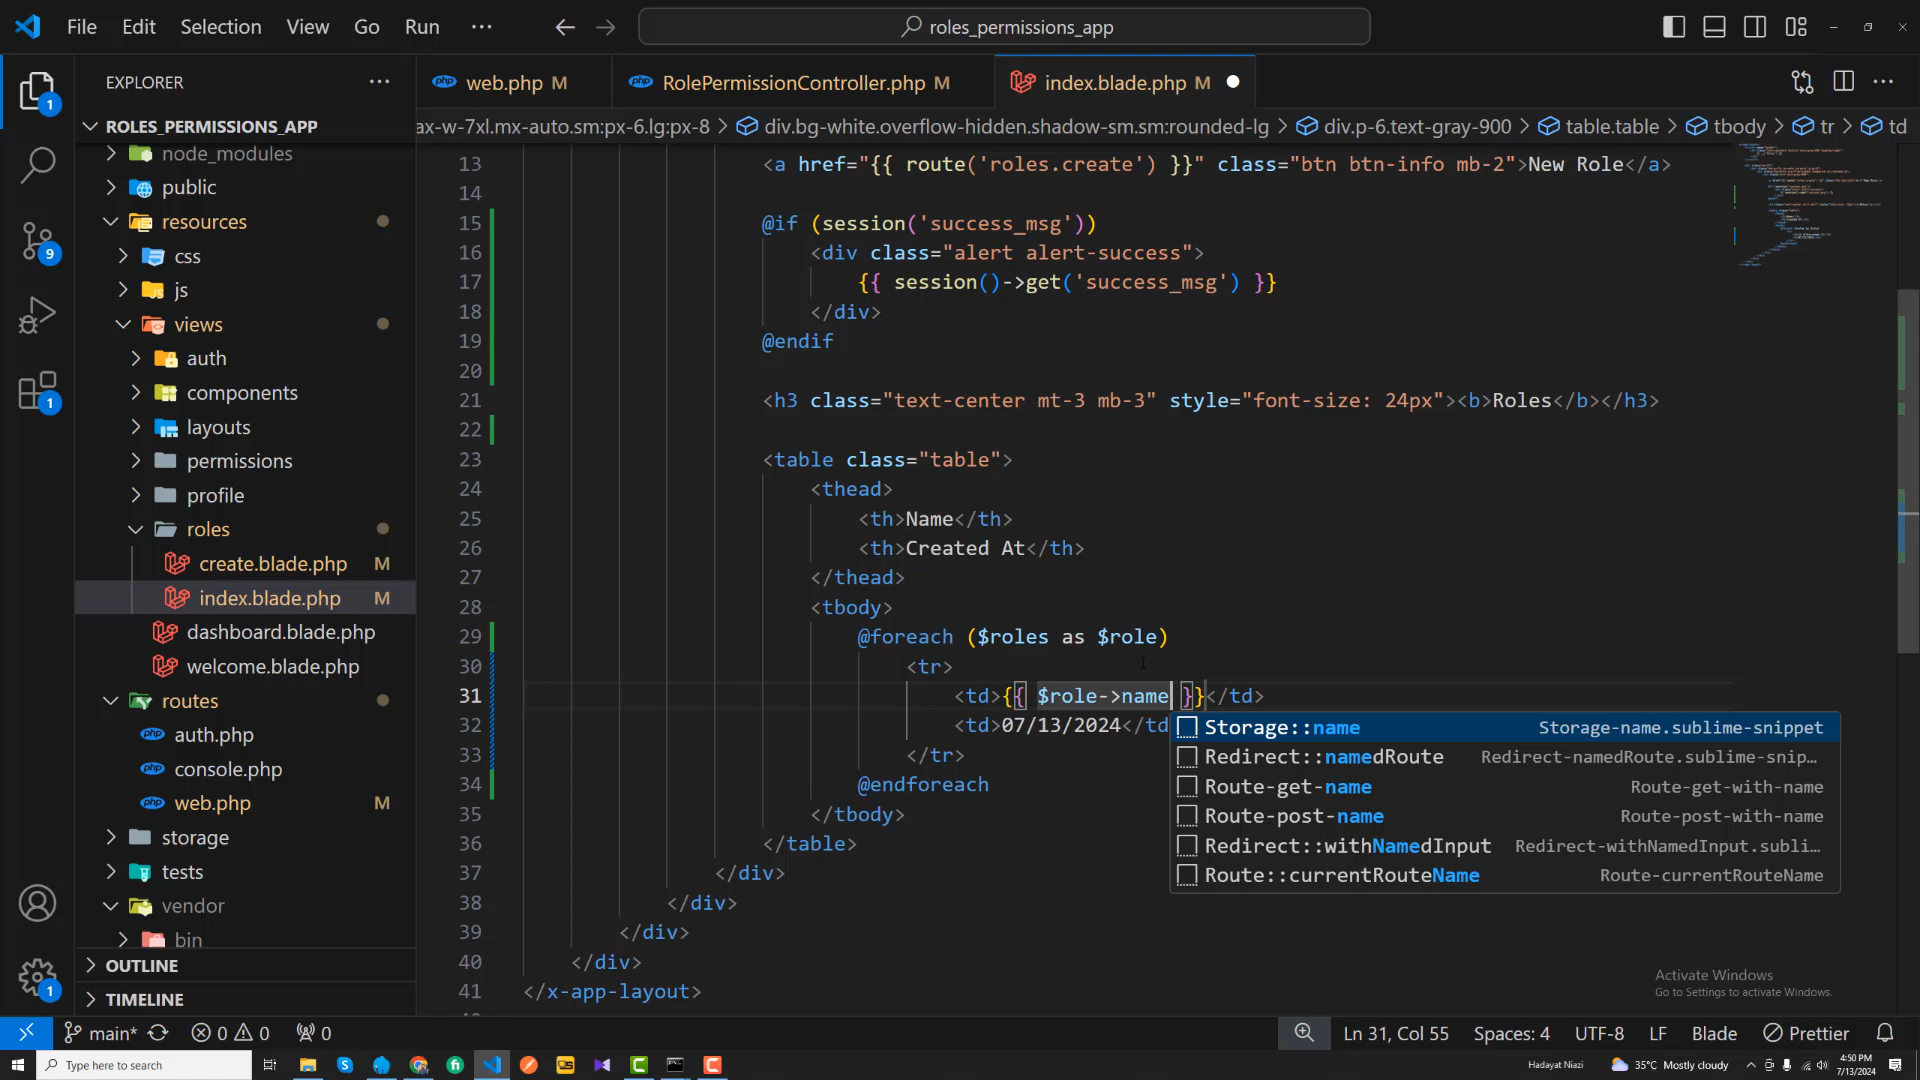 File Edit Selection View Go Run ··· roles_permissions_app
EXPLORER ···
web.php M RolePermissionController.php M index.blade.php M
ROLES_PERMISSIONS_APP
ax-w-7xl.mx-auto.sm:px-6.lg:px-8 > div.bg-white.overflow-hidden.shadow-sm.sm:rounded-lg > div.p-6.text-gray-900 > table.table > tbody > tr > td
node_modules
public
resources
css
js
views
auth
components
layouts
permissions
profile
roles
create.blade.php M
index.blade.php M
dashboard.blade.php
welcome.blade.php
routes
auth.php
console.php
web.php M
storage
tests
vendor
bin
OUTLINE
TIMELINE
1
9
1
1
13 <a href="{{ route('roles.create') }}" class="btn btn-info mb-2">New Role</a>
14
15 @if (session('success_msg'))
16 <div class="alert alert-success">
17 {{ session()->get('success_msg') }}
18 </div>
19 @endif
20
21 <h3 class="text-center mt-3 mb-3" style="font-size: 24px"><b>Roles</b></h3>
22
23 <table class="table">
24 <thead>
25 <th>Name</th>
26 <th>Created At</th>
27 </thead>
28 <tbody>
29 @foreach ($roles as $role)
30 <tr>
31 <td>{{ $role->name }}</td>
32 <td>07/13/2024</td
33 </tr>
34 @endforeach
35 </tbody>
36 </table>
37 </div>
38 </div>
39 </div>
40 </div>
41 </x-app-layout>
Storage::name Storage-name.sublime-snippet
Redirect::namedRoute Redirect-namedRoute.sublime-snip…
Route-get-name Route-get-with-name
Route-post-name Route-post-with-name
Redirect::withNamedInput Redirect-withNamedInput.subli…
Route::currentRouteName Route-currentRouteName
Activate Windows
Go to Settings to activate Windows.
main* 0 0 0 Ln 31, Col 55 Spaces: 4 UTF-8 LF Blade Prettier
Type here to search Hadayat Niazi 35°C Mostly cloudy 4:50 PM
7/13/2024